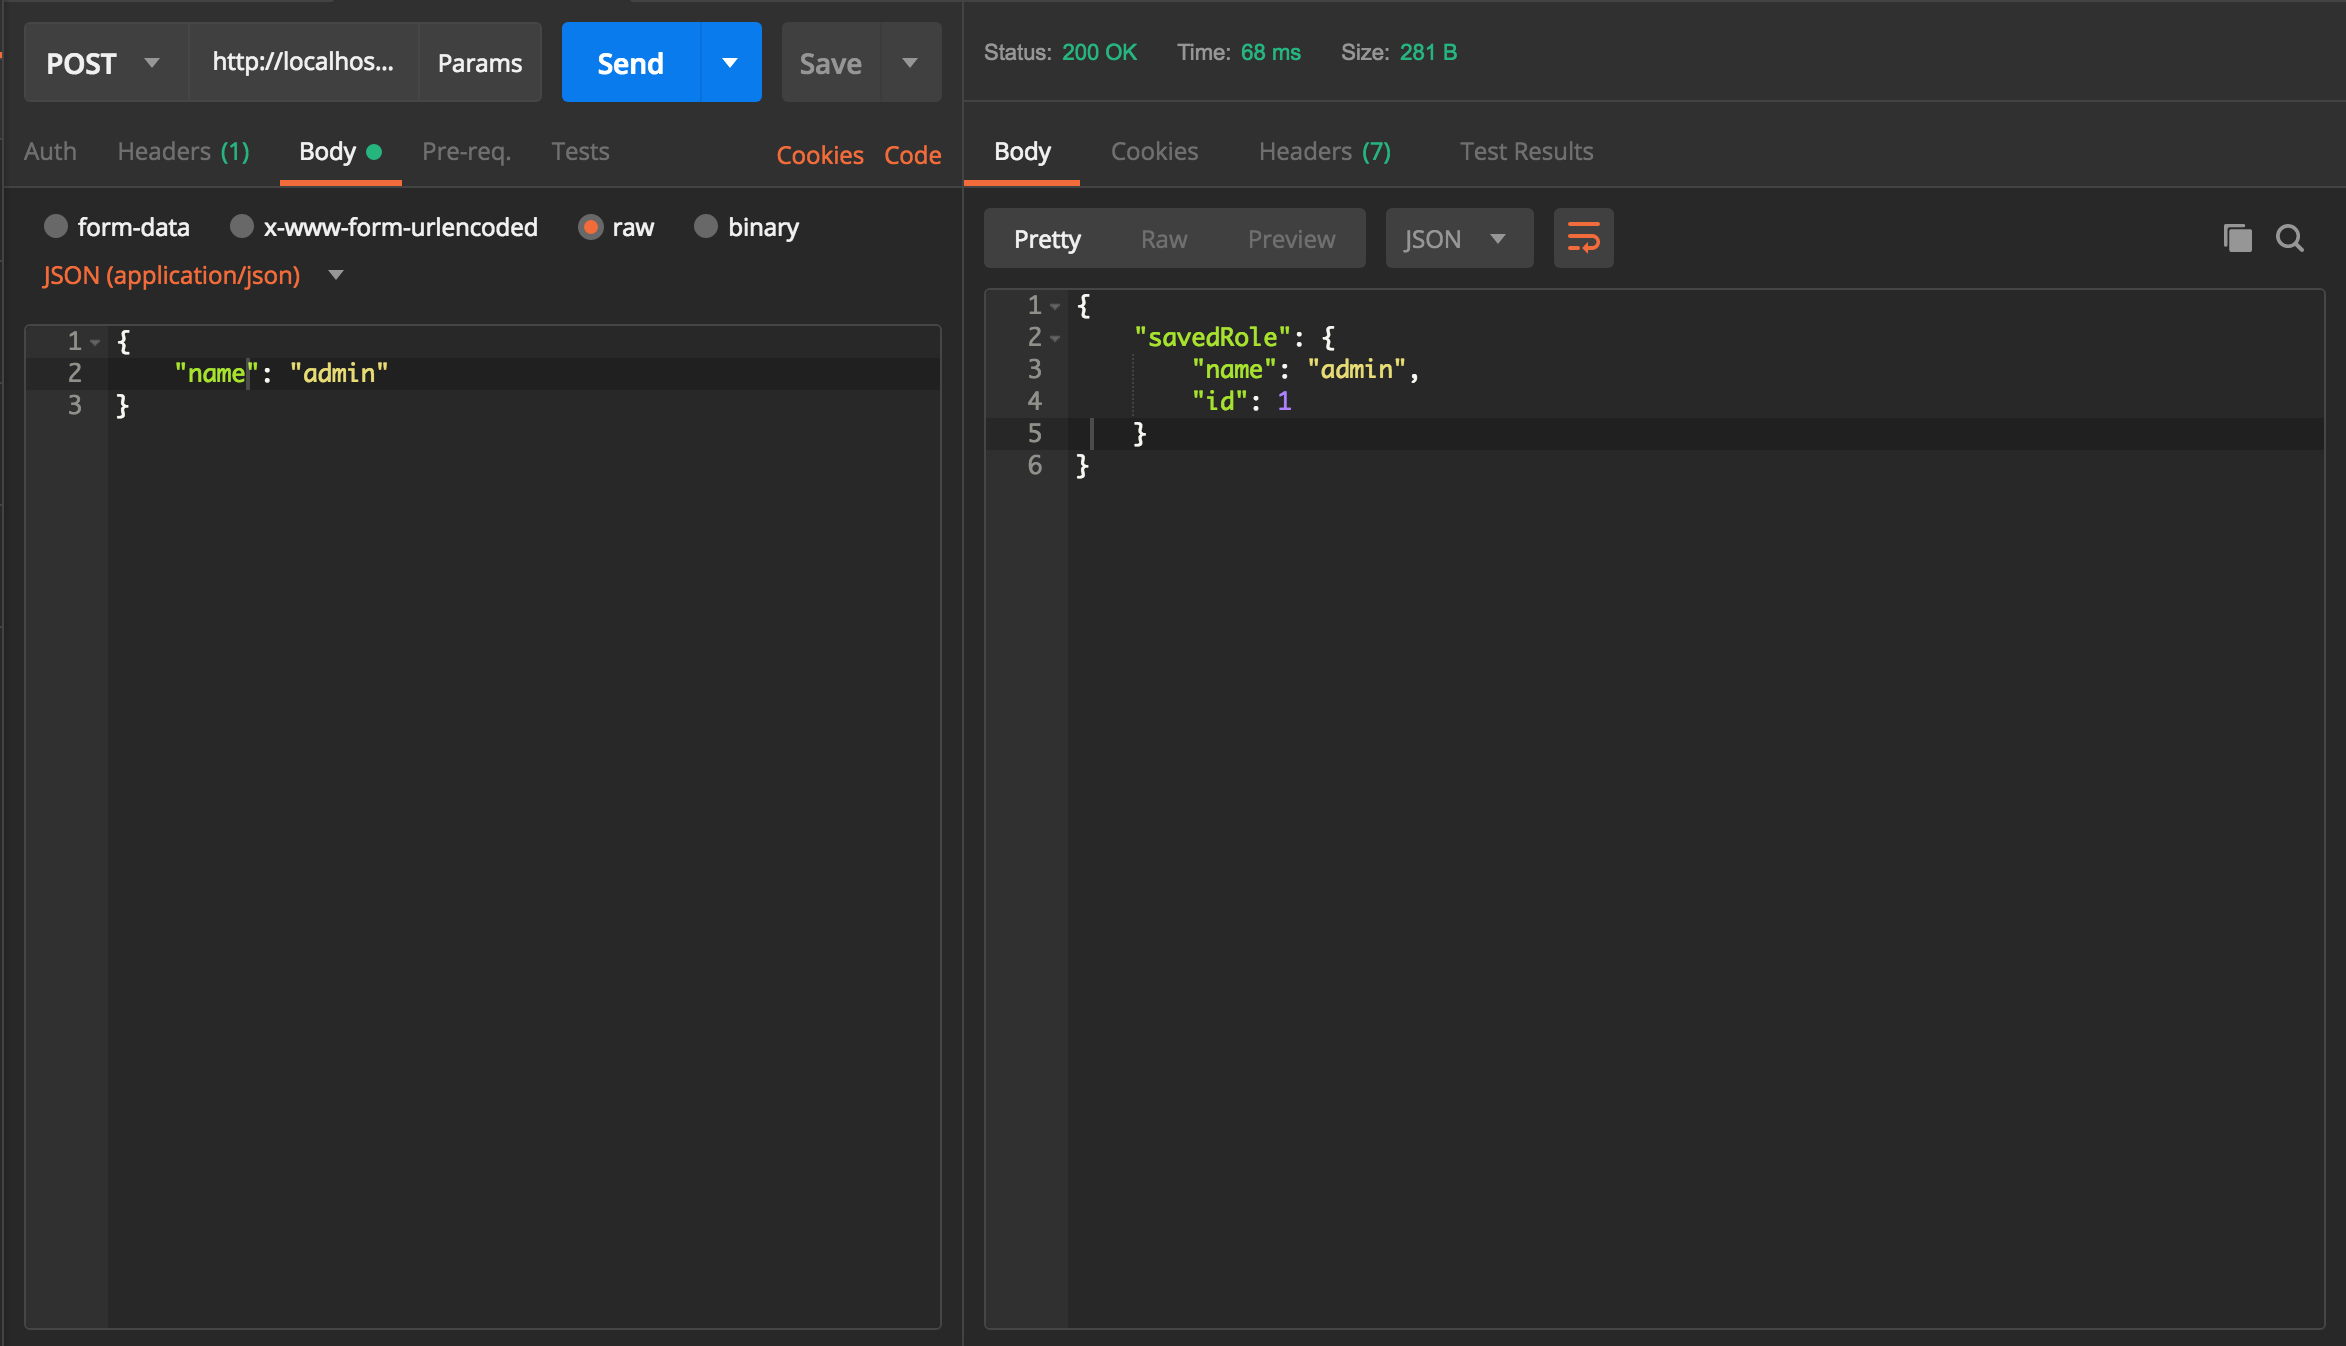 POST http://localhos... Params Send Save
Auth Headers (1) Body Pre-req. Tests Cookies Code
form-data x-www-form-urlencoded raw binary
JSON (application/json)
1 {
2 "name": "admin"
3 }
Status: 200 OK Time: 68 ms Size: 281 B
Body Cookies Headers (7) Test Results
Pretty Raw Preview JSON
1 {
2 "savedRole": {
3 "name": "admin",
4 "id": 1
5 }
6 }